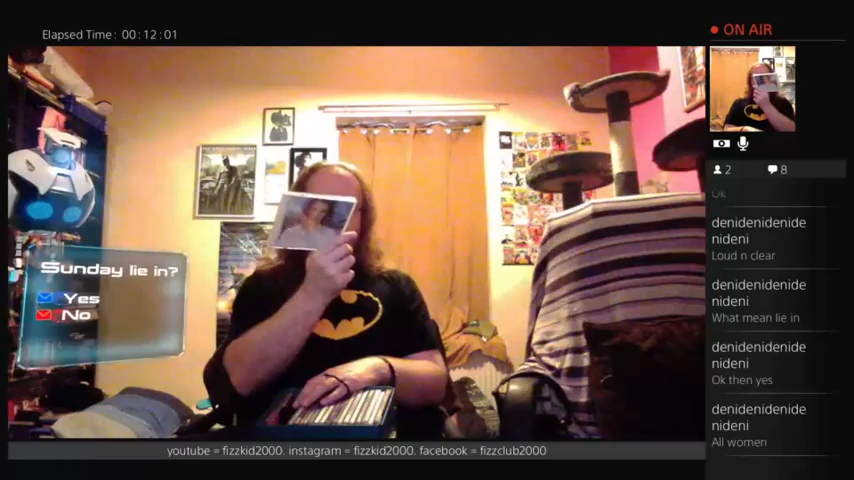 Elapsed Time: 00:12:01
ON AIR
2
8
Ok
denidenidenide
nideni
Loud n clear
denidenidenide
nideni
What mean lie in
denidenidenide
nideni
Ok then yes
denidenidenide
nideni
All women
Sunday lie in?
Yes
No
youtube = fizzkid2000. instagram = fizzkid2000. facebook = fizzclub2000